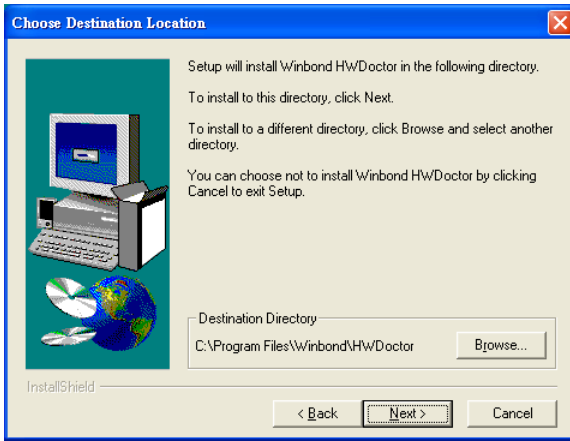 Choose Destination Location
Setup will install Winbond HWDoctor in the following directory.
To install to this directory, click Next.
To install to a different directory, click Browse and select another
directory.
You can choose not to install Winbond HWDoctor by clicking
Cancel to exit Setup.
Destination Directory
C:\Program Files\Winbond\HWDoctor
Browse...
InstallShield
< Back
Next >
Cancel